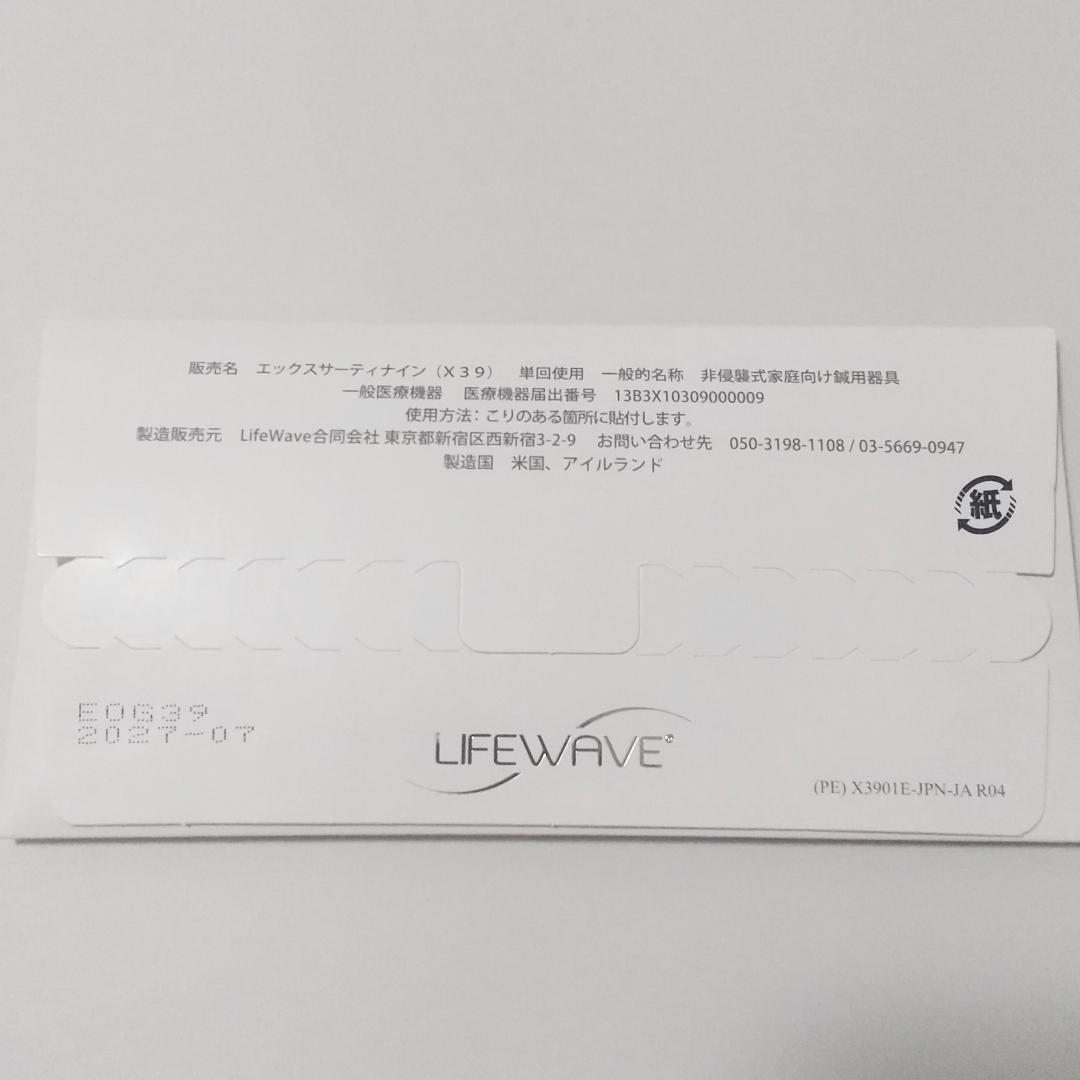 販売名　エックスサーティナイン（X39）　単回使用　一般的名称　非侵襲式家庭向け鍼用器具
一般医療機器　医療機器届出番号　13B3X10309000009
使用方法：こりのある箇所に貼付します。
製造販売元　LifeWave合同会社 東京都新宿区西新宿3-2-9　お問い合わせ先　050-3198-1108 / 03-5669-0947
製造国　米国、アイルランド
紙
EOG39
2027-07
LIFEWAVE®
(PE) X3901E-JPN-JA R04